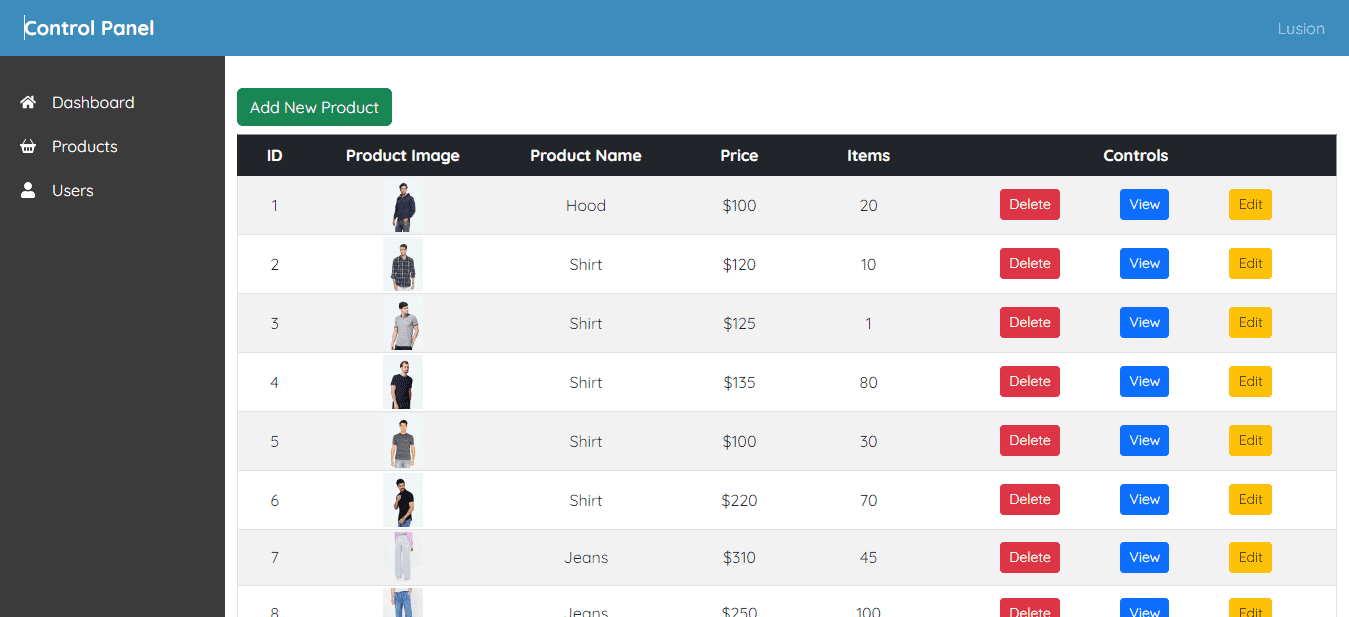 Control Panel Lusion
Dashboard
Products
Users
Add New Product
ID Product Image Product Name Price Items Controls
1 Hood $100 20 Delete View Edit
2 Shirt $120 10 Delete View Edit
3 Shirt $125 1 Delete View Edit
4 Shirt $135 80 Delete View Edit
5 Shirt $100 30 Delete View Edit
6 Shirt $220 70 Delete View Edit
7 Jeans $310 45 Delete View Edit
8 Jeans $250 100 Delete View Edit